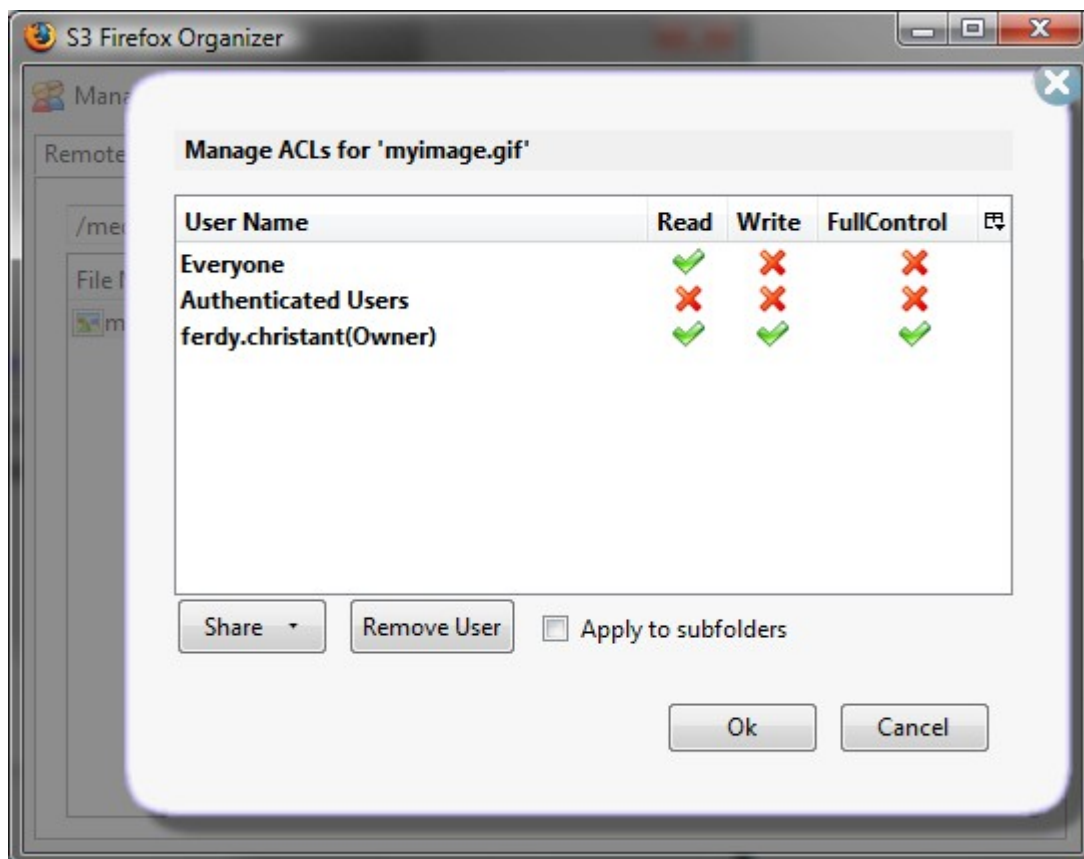 S3 Firefox Organizer
Mana
Remote
Manage ACLs for 'myimage.gif'
/me
User Name Read Write FullControl
File
Everyone
Authenticated Users
m
ferdy.christant(Owner)
Share Remove User Apply to subfolders
Ok Cancel